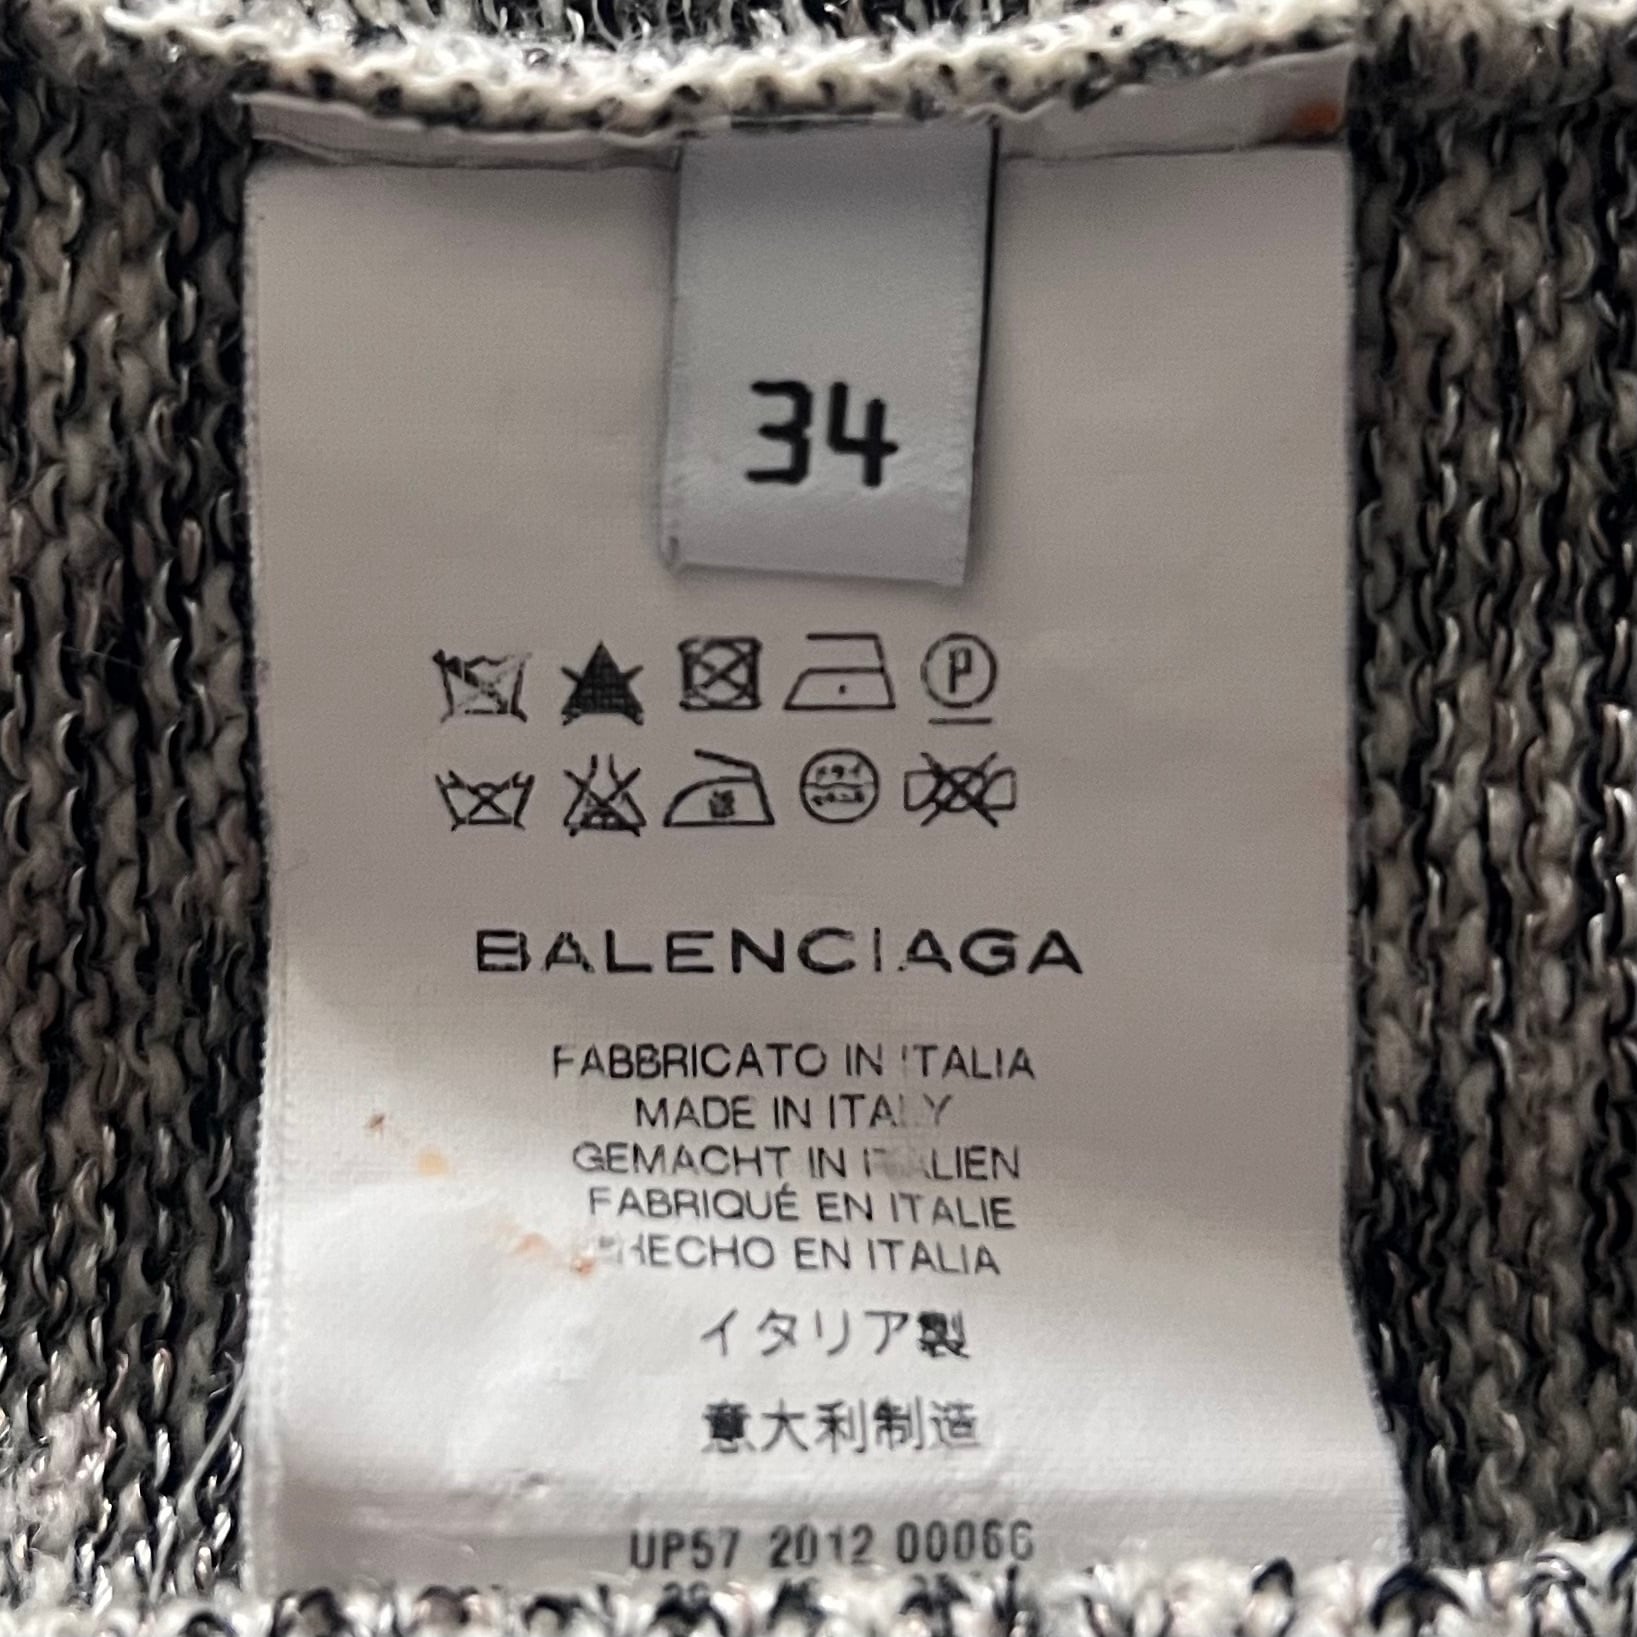 34
P
BALENCIAGA
FABBRICATO IN ITALIA
MADE IN ITALY
GEMACHT IN ITALIEN
FABRIQUÉ EN ITALIE
HECHO EN ITALIA
イタリア製
意大利制造
UP57 2012 00066